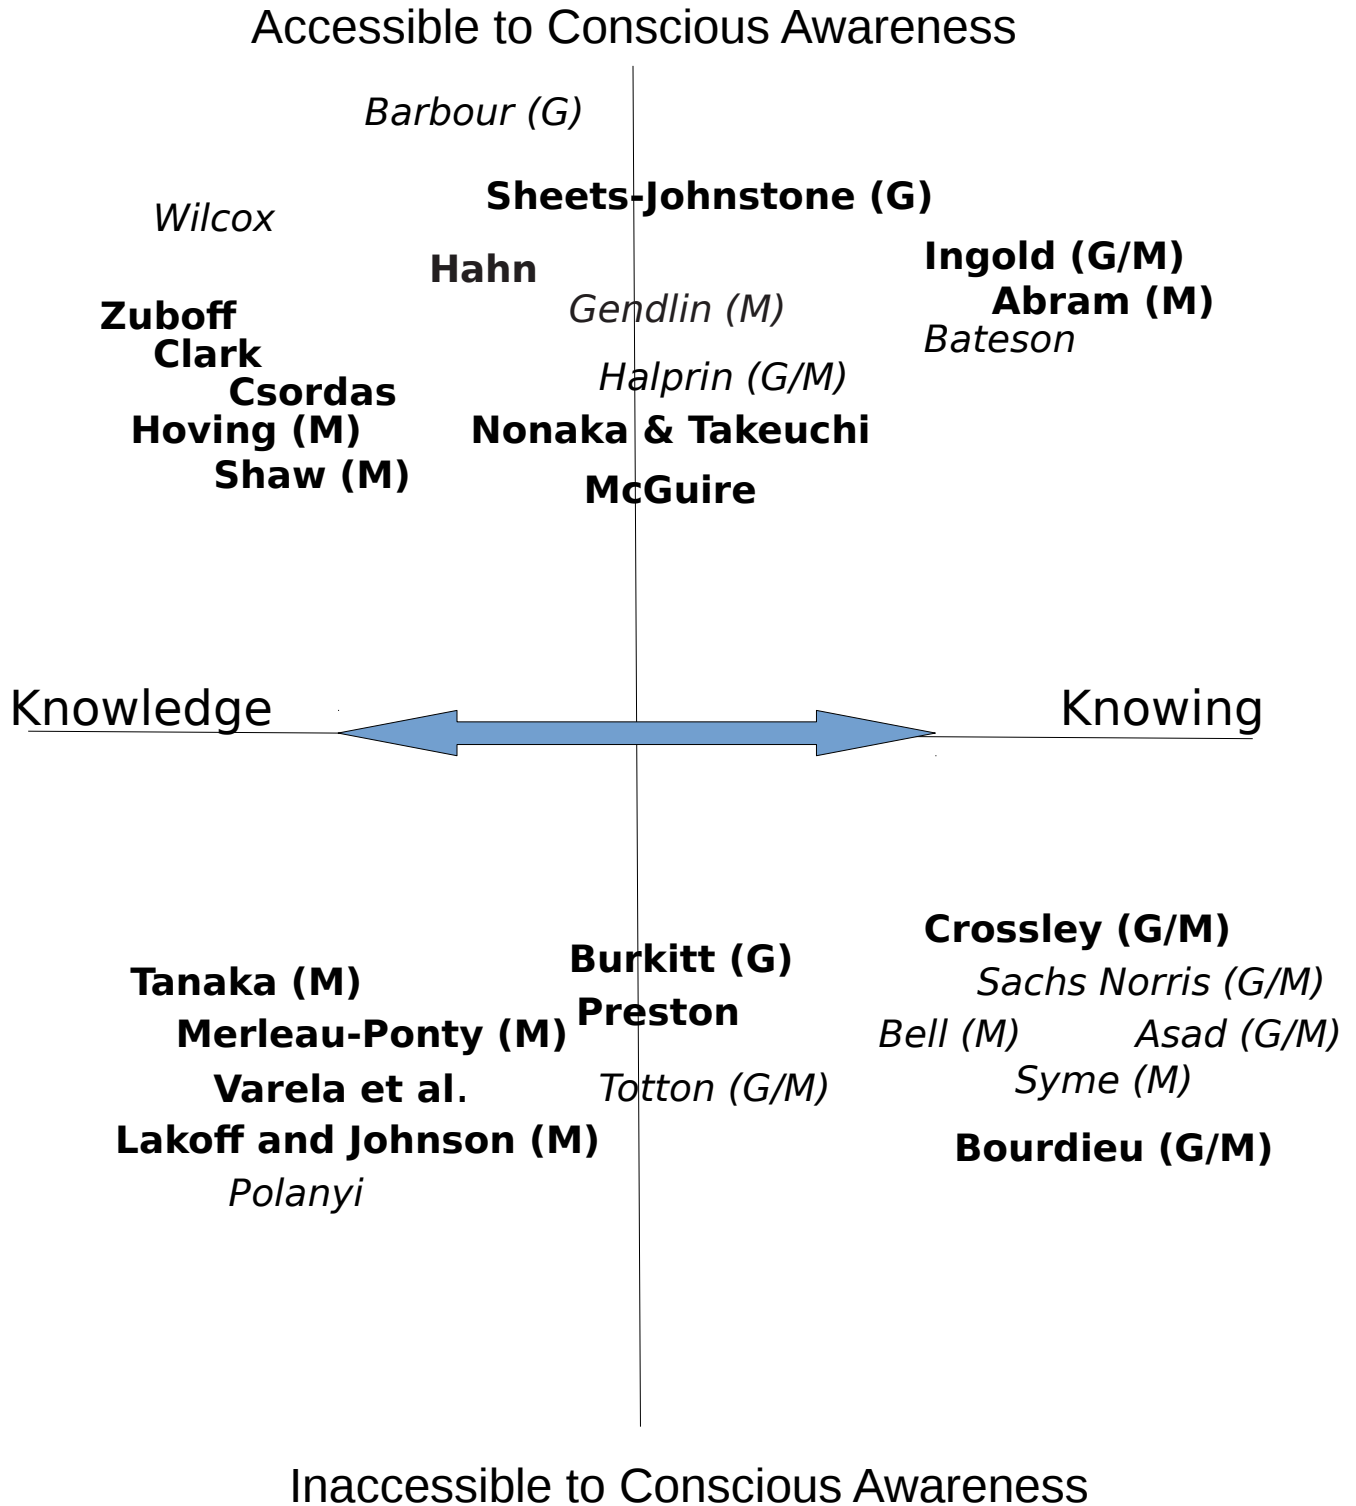 Accessible to Conscious Awareness
Barbour (G)
Sheets-Johnstone (G)
Wilcox
Ingold (G/M)
Hahn
Abram (M)
Gendlin (M)
Zuboff
Bateson
Clark
Halprin (G/M)
Csordas
Hoving (M)
Nonaka & Takeuchi
Shaw (M)
McGuire
Knowledge
Knowing
Crossley (G/M)
Burkitt (G)
Tanaka (M)
Sachs Norris (G/M)
Preston
Merleau-Ponty (M)
Bell (M)
Asad (G/M)
Syme (M)
Varela et al.
Totton (G/M)
Lakoff and Johnson (M)
Bourdieu (G/M)
Polanyi
Inaccessible to Conscious Awareness